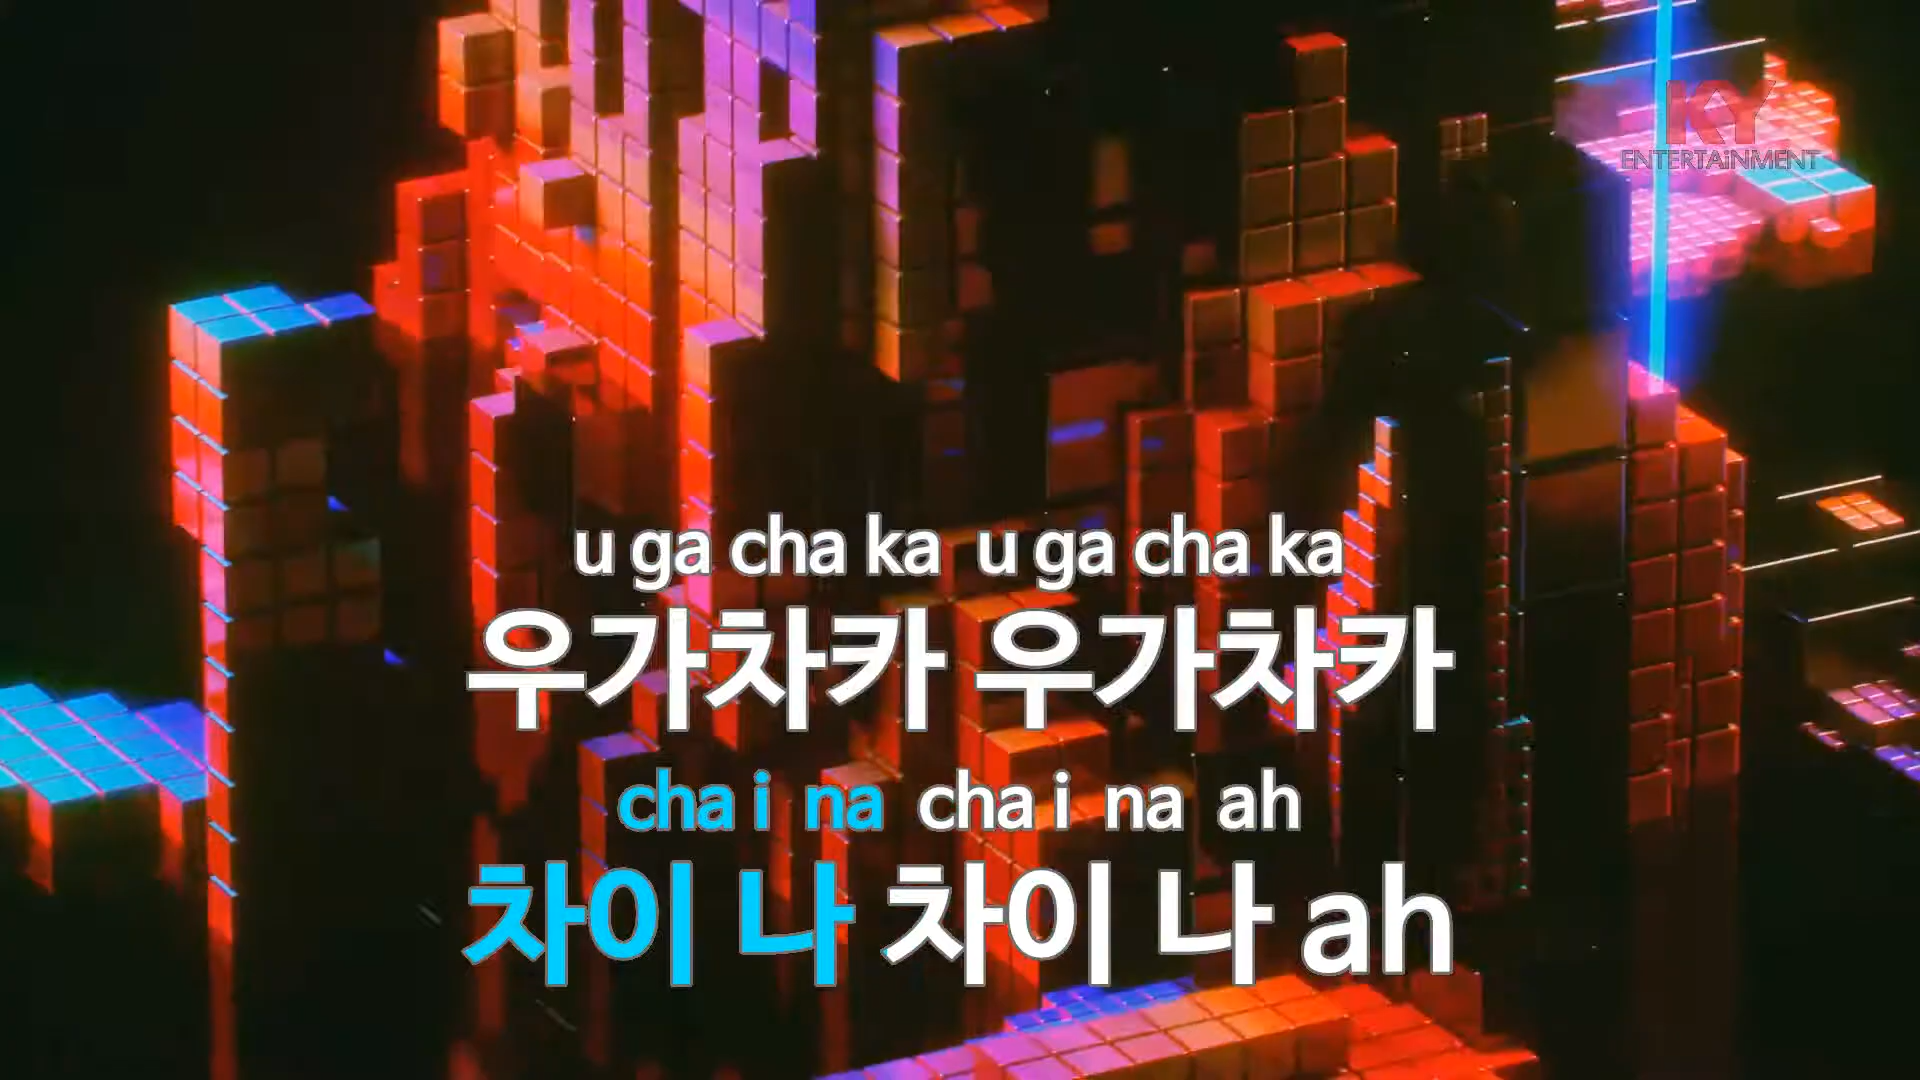 KY
ENTERTAiNMENT
u ga cha ka u ga cha ka
우가차카 우가차카
cha i na cha i na ah
차이 나 차이 나 ah